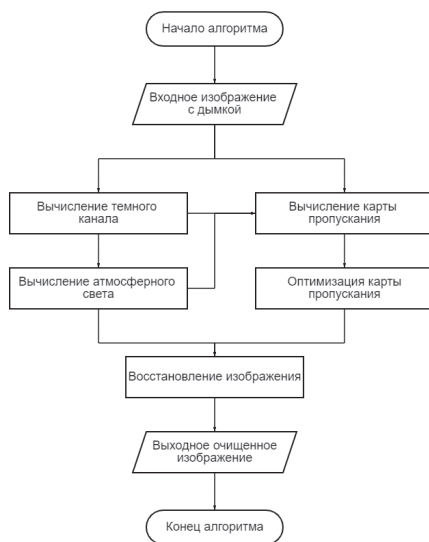 Начало алгоритма
Входное изображение
с дымкой
Вычисление темного
канала
Вычисление карты
пропускания
Вычисление атмосферного
света
Оптимизация карты
пропускания
Восстановление изображения
Выходное очищенное
изображение
Конец алгоритма